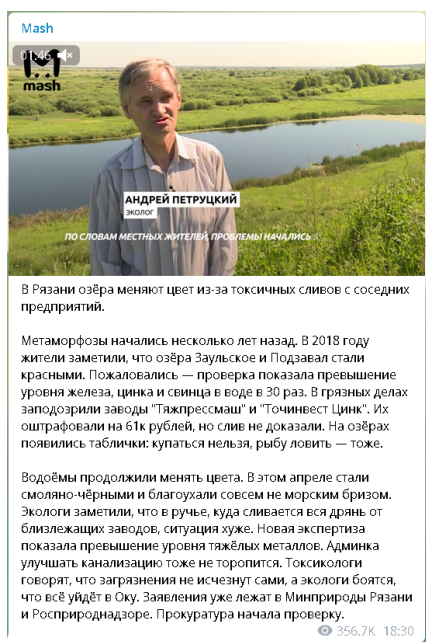 Mash
01:46
mash
АНДРЕЙ ПЕТРУЦКИЙ
ЭКОЛОГ
ПО СЛОВАМ МЕСТНЫХ ЖИТЕЛЕЙ, ПРОБЛЕМЫ НАЧАЛИСЬ
В Рязани озёра меняют цвет из-за токсичных сливов с соседних
предприятий.
Метаморфозы начались несколько лет назад. В 2018 году
жители заметили, что озёра Заульское и Подзавал стали
красными. Пожаловались — проверка показала превышение
уровня железа, цинка и свинца в воде в 30 раз. В грязных делах
заподозрили заводы "Тяжпрессмаш" и "Точинвест Цинк". Их
оштрафовали на 61к рублей, но слив не доказали. На озёрах
появились таблички: купаться нельзя, рыбу ловить — тоже.
Водоёмы продолжили менять цвета. В этом апреле стали
смоляно-чёрными и благоухали совсем не морским бризом.
Экологи заметили, что в ручье, куда сливается вся дрянь от
близлежащих заводов, ситуация хуже. Новая экспертиза
показала превышение уровня тяжёлых металлов. Админка
улучшать канализацию тоже не торопится. Токсикологи
говорят, что загрязнения не исчезнут сами, а экологи боятся,
что всё уйдёт в Оку. Заявления уже лежат в Минприроды Рязани
и Росприроднадзоре. Прокуратура начала проверку.
356.7K 18:30